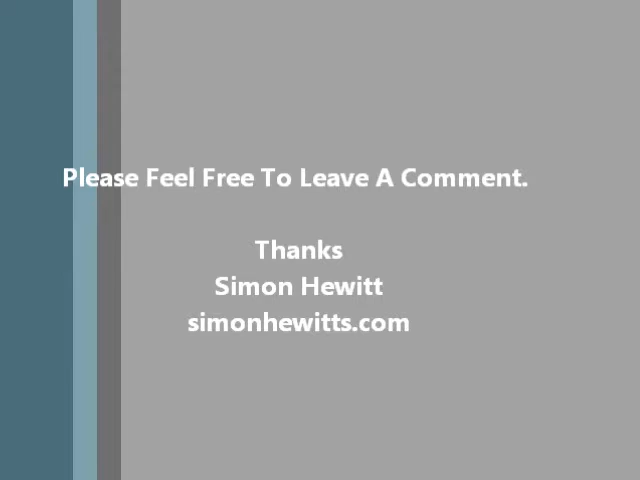 Please Feel Free To Leave A Comment.
Thanks
Simon Hewitt
simonhewitts.com